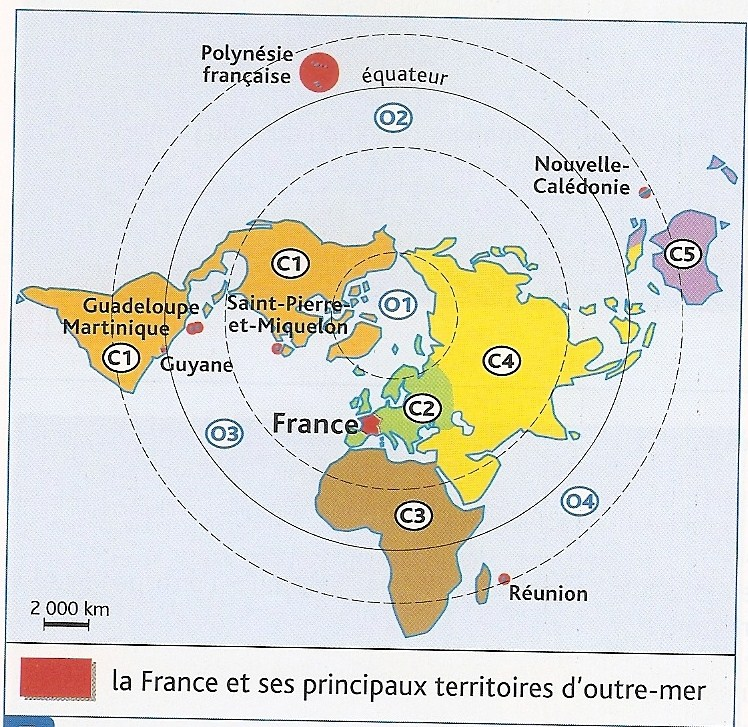 Polynésie
française
équateur
O2
Nouvelle-
Calédonie
C1
C5
Guadeloupe
Martinique
Saint-Pierre-
et-Miquelon
O1
C1
Guyane
C4
C2
France
O3
C3
O4
Réunion
2 000 km
la France et ses principaux territoires d'outre-mer